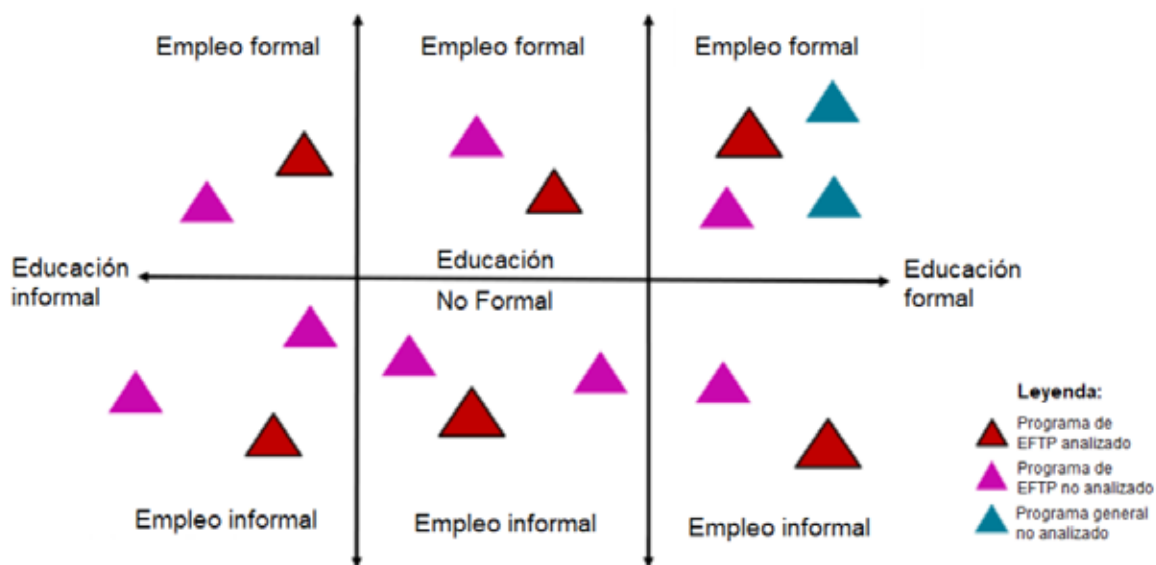 Empleo formal
Empleo formal
Empleo formal
Educación
informal
Educación
No Formal
Educación
formal
Empleo informal
Empleo informal
Empleo informal
Leyenda:
Programa de
EFTP analizado
Programa de
EFTP no analizado
Programa general
no analizado